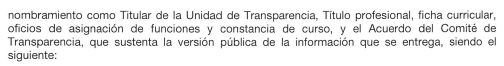 nombramiento como Titular de la Unidad de Transparencia, Título profesional, ficha curricular,
oficios de asignación de funciones y constancia de curso, y el Acuerdo del Comité de
Transparencia, que sustenta la versión pública de la información que se entrega, siendo el
siguiente: